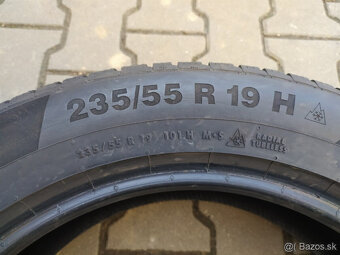 235/55 R 19 H
235/55 R 19 101 H M+S RADIAL
TUBELESS
© Bazos.sk